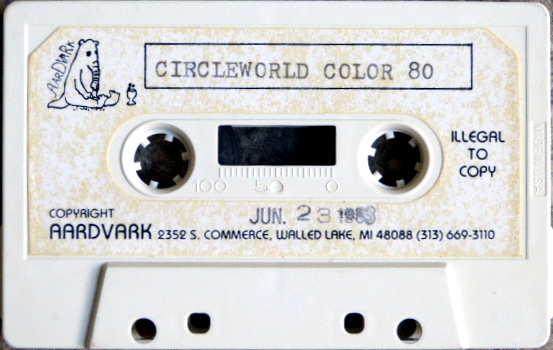 AARDVARK
CIRCLEWORLD COLOR 80
ILLEGAL
TO
COPY
100 50 0
COPYRIGHT
JUN. 23 1983
AARDVARK 2352 S. COMMERCE, WALLED LAKE, MI 48088 (313) 669-3110